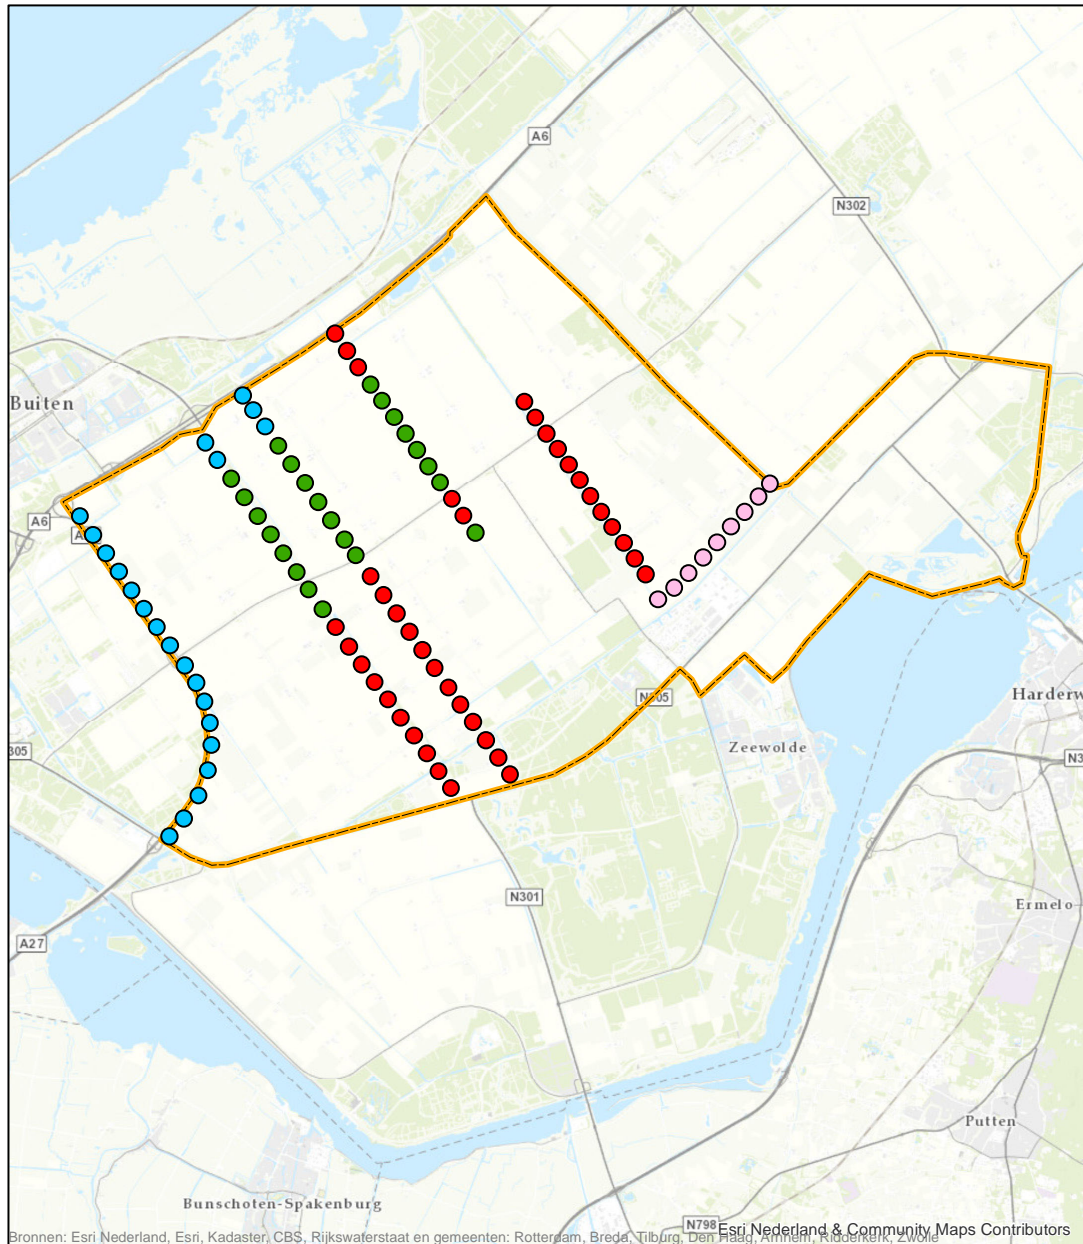 A6
N302
Buiten
A6
N305
Harderw
305
Zeewolde
N3
N301
Ermelo
A27
Putten
Bunschoten-Spakenburg
N798
Esri Nederland & Community Maps Contributors
Bronnen: Esri Nederland, Esri, Kadaster, CBS, Rijkswaterstaat en gemeenten: Rotterdam, Breda, Tilburg, Den Haag, Arnhem, Ridderkerk, Zwolle